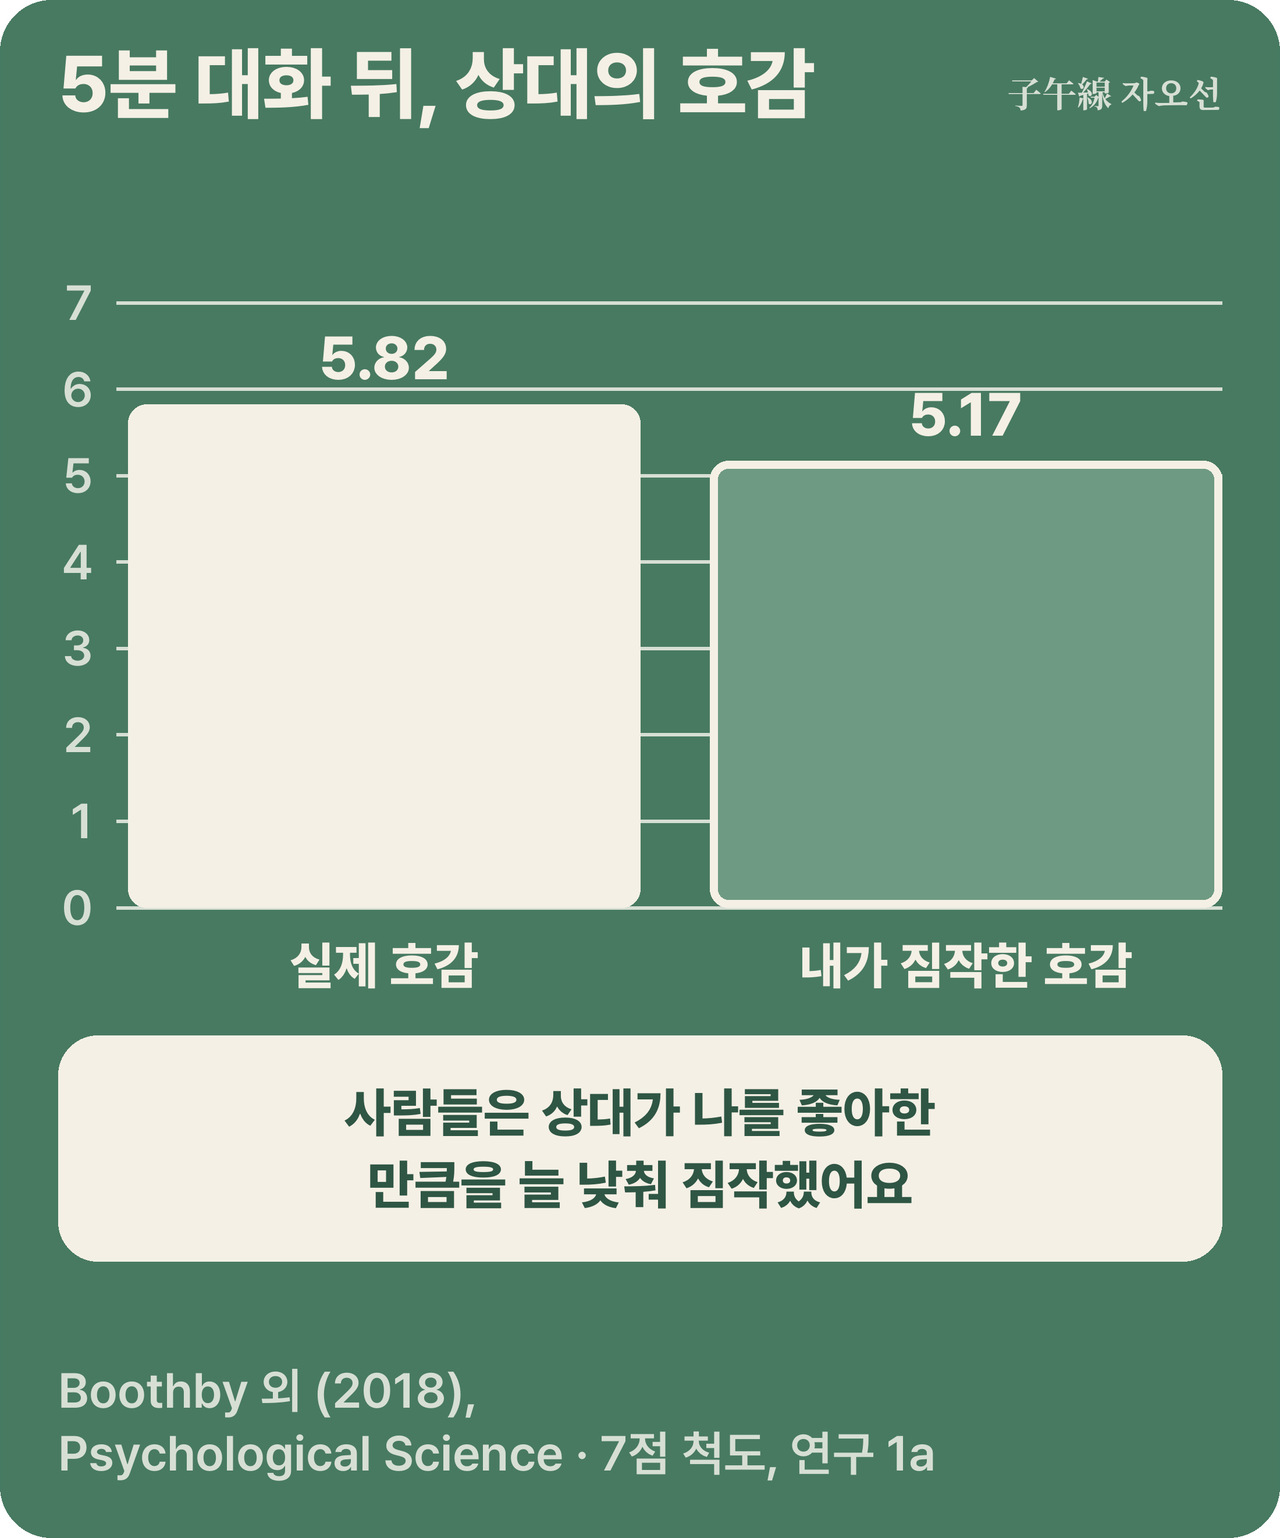 5분 대화 뒤, 상대의 호감
子午線 자오선
7
6
5
4
3
2
1
0
5.82
5.17
실제 호감
내가 짐작한 호감
사람들은 상대가 나를 좋아한
만큼을 늘 낮춰 짐작했어요
Boothby 외 (2018),
Psychological Science · 7점 척도, 연구 1a